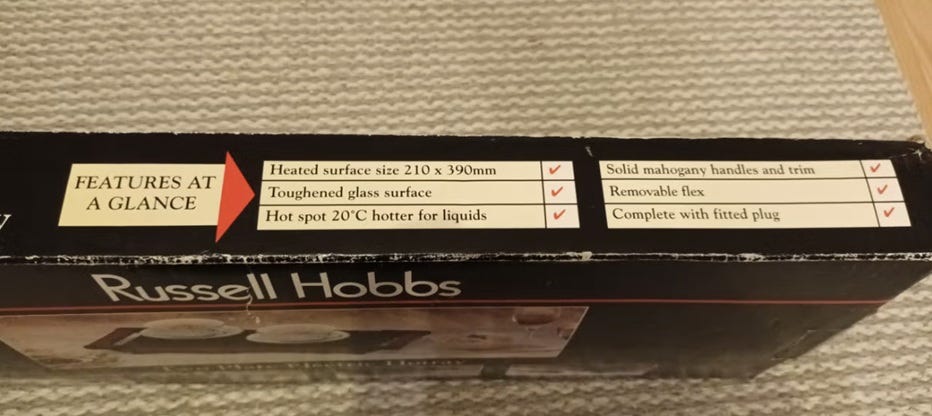 FEATURES AT
A GLANCE
Heated surface size 210 x 390mm
Toughened glass surface
Hot spot 20°C hotter for liquids
Solid mahogany handles and trim
Removable flex
Complete with fitted plug
Russell Hobbs